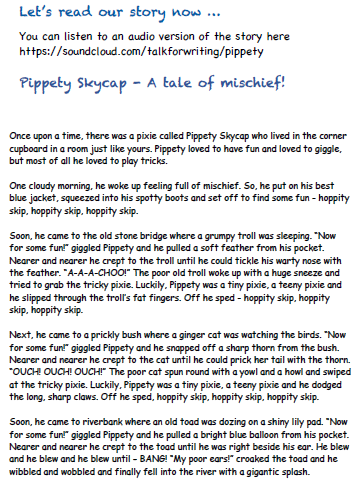 Let's read our story now ...
You can listen to an audio version of the story here
https://soundcloud.com/talkforwriting/pippety
Pippety Skycap - A tale of mischief!
Once upon a time, there was a pixie called Pippety Skycap who lived in the corner
cupboard in a room just like yours. Pippety loved to have fun and loved to giggle,
but most of all he loved to play tricks.
One cloudy morning, he woke up feeling full of mischief. So, he put on his best
blue jacket, squeezed into his spotty boots and set off to find some fun - hoppity
skip, hoppity skip, hoppity skip.
Soon, he came to the old stone bridge where a grumpy troll was sleeping. "Now
for some fun!" giggled Pippety and he pulled a soft feather from his pocket.
Nearer and nearer he crept to the troll until he could tickle his warty nose with
the feather. "A-A-A-CHOO!" The poor old troll woke up with a huge sneeze and
tried to grab the tricky pixie. Luckily, Pippety was a tiny pixie, a teeny pixie and
he slipped through the troll's fat fingers. Off he sped - hoppity skip, hoppity
skip, hoppity skip.
Next, he came to a prickly bush where a ginger cat was watching the birds. "Now
for some fun!" giggled Pippety and he snapped off a sharp thorn from the bush.
Nearer and nearer he crept to the cat until he could prick her tail with the thorn.
"OUCH! OUCH! OUCH!" The poor cat spun round with a yowl and a howl and swiped
at the tricky pixie. Luckily, Pippety was a tiny pixie, a teeny pixie and he dodged
the long, sharp claws. Off he sped, hoppity skip, hoppity skip, hoppity skip.
Soon, he came to riverbank where an old toad was dozing on a shiny lily pad. "Now
for some fun!" giggled Pippety and he pulled a bright blue balloon from his pocket.
Nearer and nearer he crept to the toad until he was right beside his ear. He blew
and he blew and he blew until - BANG! "My poor ears!" croaked the toad and he
wibbled and wobbled and finally fell into the river with a gigantic splash.